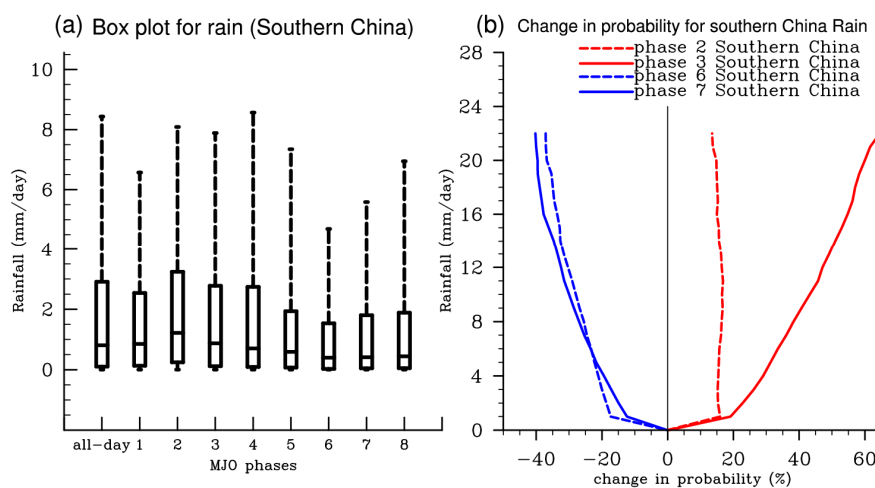 (a) Box plot for rain (Southern China)
10
8
6
4
2
0
Rainfall (mm/day)
all-day 1 2 3 4 5 6 7 8
MJO phases
(b) Change in probability for southern China Rain
phase 2 Southern China
phase 3 Southern China
phase 6 Southern China
phase 7 Southern China
28
24
20
16
12
8
4
0
Rainfall (mm/day)
-40 -20 0 20 40 60
change in probability (%)